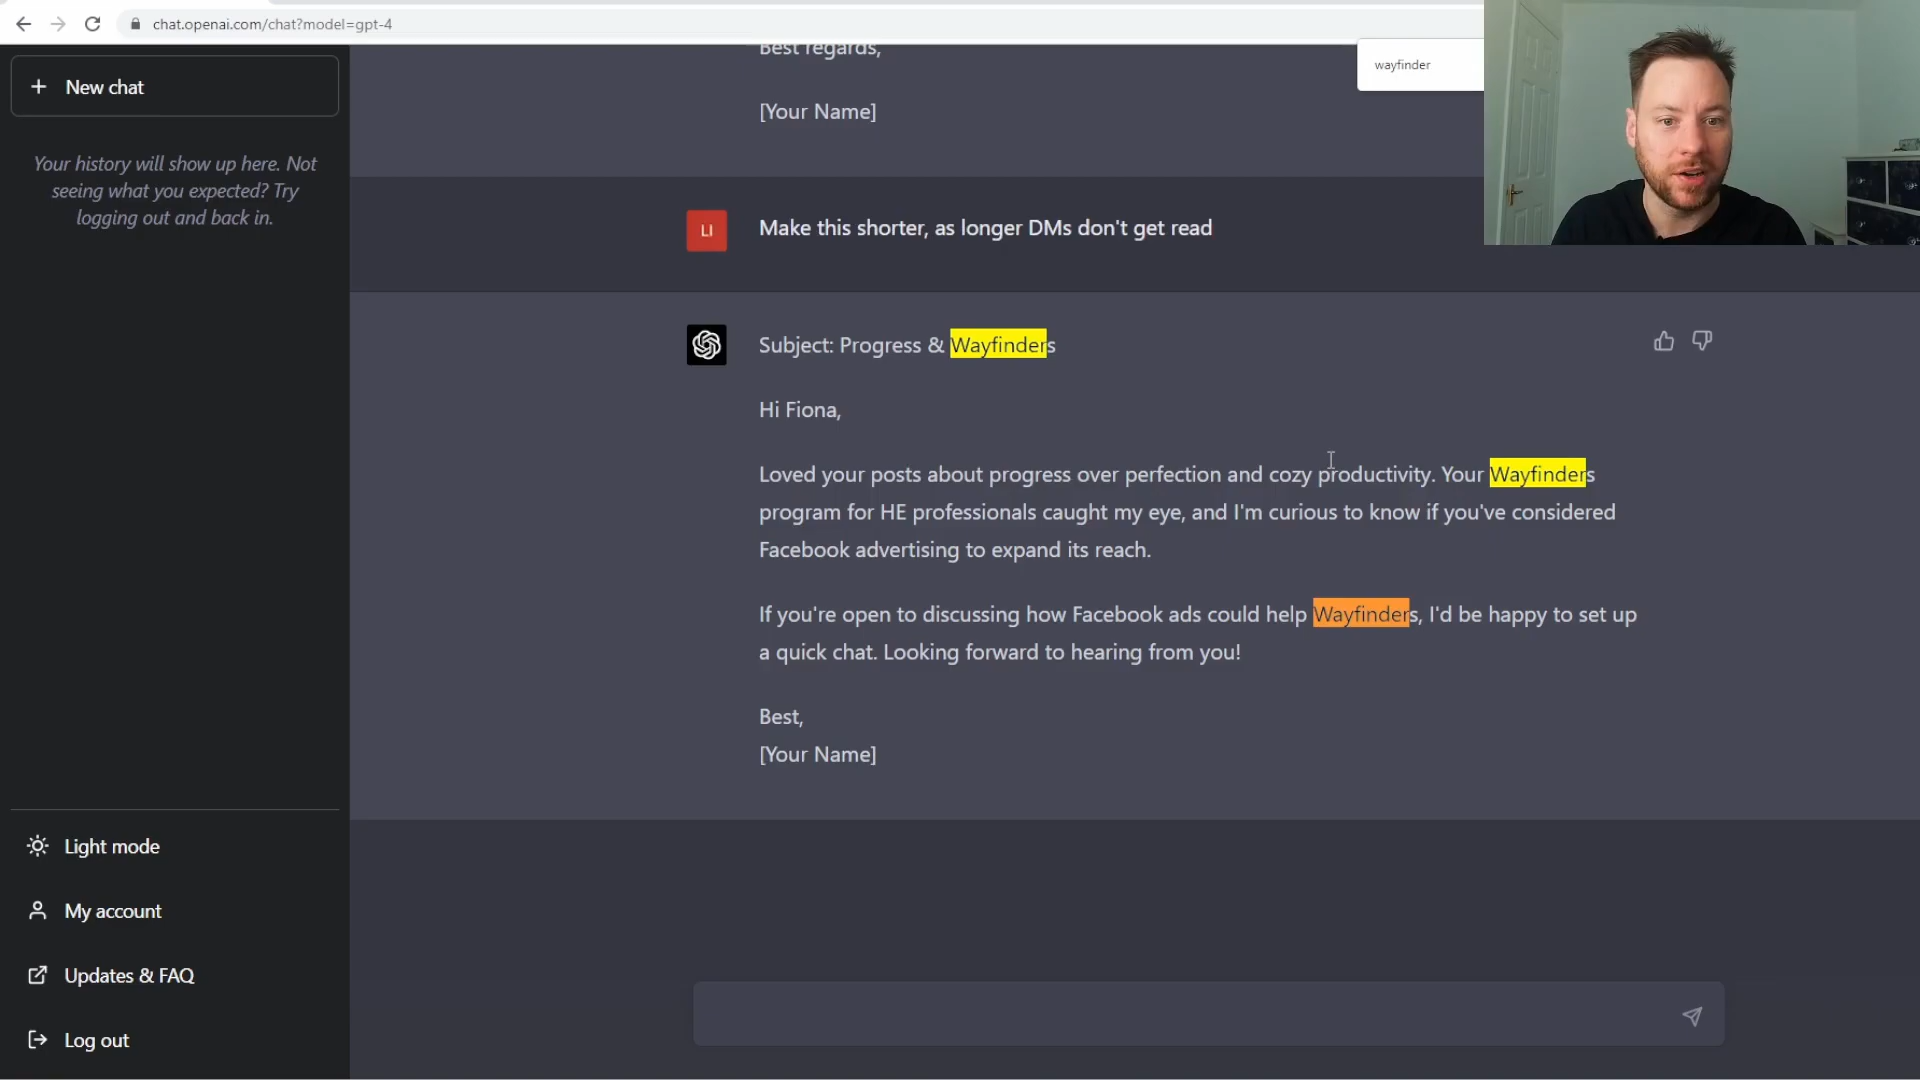 chat.openai.com/chat?model=gpt-4
wayfinder
New chat
Your history will show up here. Not
seeing what you expected? Try
logging out and back in.
Light mode
My account
Updates & FAQ
Log out
Best regards,
[Your Name]
LI
Make this shorter, as longer DMs don't get read
Subject: Progress & Wayfinders
Hi Fiona,
Loved your posts about progress over perfection and cozy productivity. Your Wayfinders
program for HE professionals caught my eye, and I'm curious to know if you've considered
Facebook advertising to expand its reach.
If you're open to discussing how Facebook ads could help Wayfinders, I'd be happy to set up
a quick chat. Looking forward to hearing from you!
Best,
[Your Name]